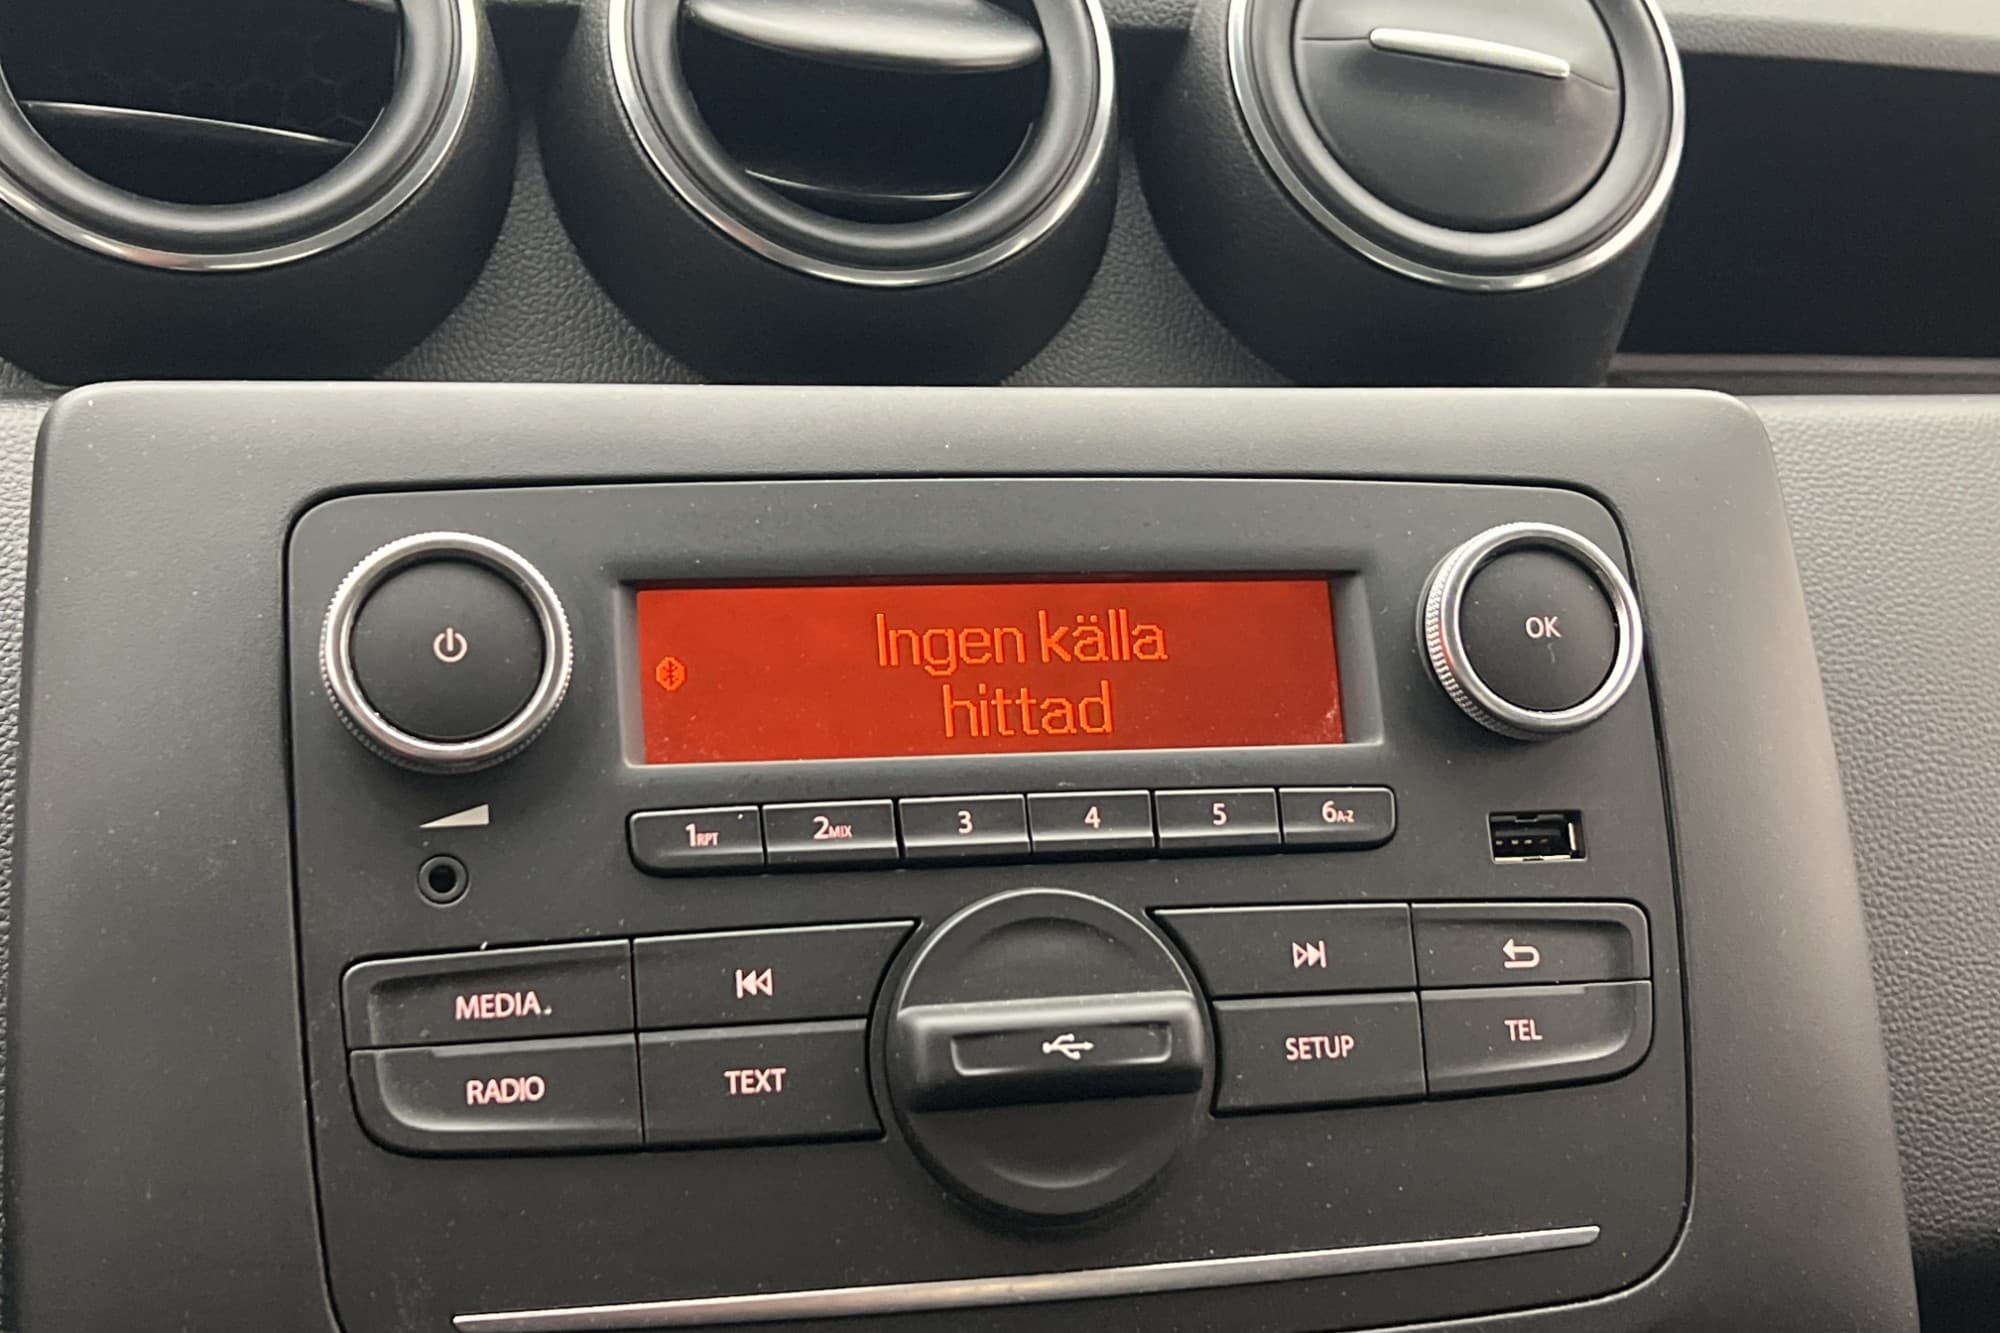 Ingen källa
hittad
OK
1RPT 2MIX 3 4 5 6A-Z
MEDIA.
RADIO
TEXT
SETUP
TEL